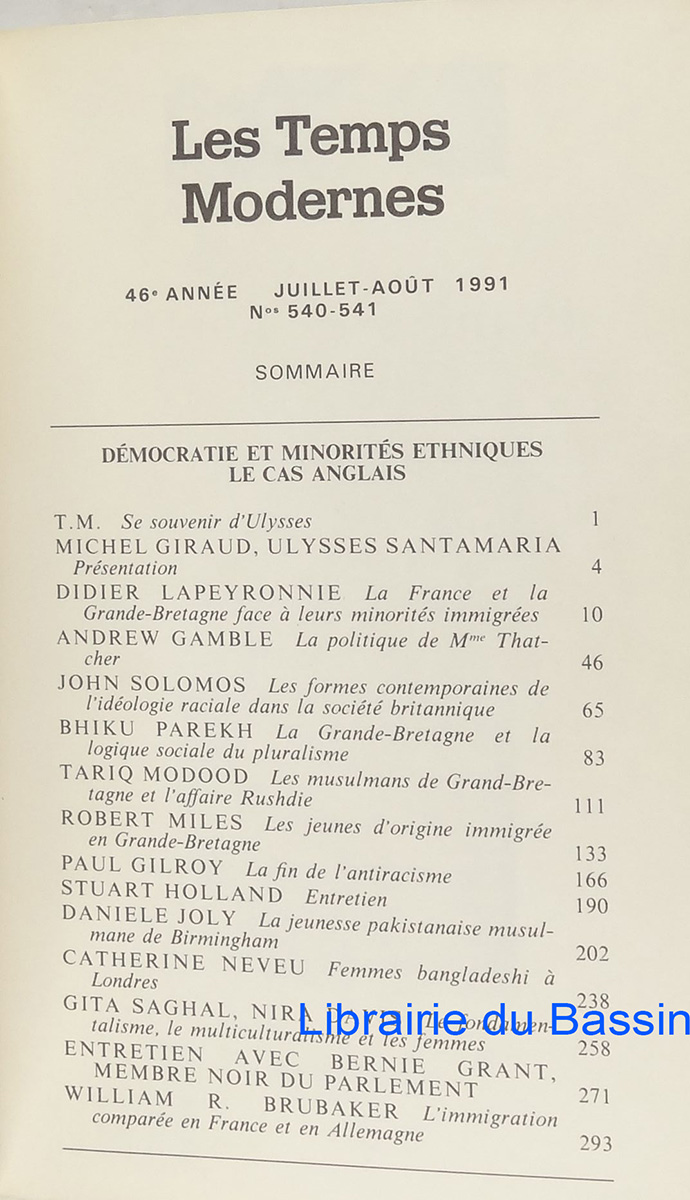 Les Temps
Modernes
46e ANNÉE JUILLET-AOÛT 1991
Nos 540-541
SOMMAIRE
DÉMOCRATIE ET MINORITÉS ETHNIQUES
LE CAS ANGLAIS
T.M. Se souvenir d'Ulysses 1
MICHEL GIRAUD, ULYSSES SANTAMARIA
Présentation 4
DIDIER LAPEYRONNIE La France et la
Grande-Bretagne face à leurs minorités immigrées 10
ANDREW GAMBLE La politique de Mme That-
cher 46
JOHN SOLOMOS Les formes contemporaines de
l'idéologie raciale dans la société britannique 65
BHIKU PAREKH La Grande-Bretagne et la
logique sociale du pluralisme 83
TARIQ MODOOD Les musulmans de Grand-Bre-
tagne et l'affaire Rushdie 111
ROBERT MILES Les jeunes d'origine immigrée
en Grande-Bretagne 133
PAUL GILROY La fin de l'antiracisme 166
STUART HOLLAND Entretien 190
DANIELE JOLY La jeunesse pakistanaise musul-
mane de Birmingham 202
CATHERINE NEVEU Femmes bangladeshi à
Londres 238
GITA SAGHAL, NIRA Le fondamen-
talisme, le multiculturalisme et les femmes 258
Librairie du Bassin
ENTRETIEN AVEC BERNIE GRANT,
MEMBRE NOIR DU PARLEMENT 271
WILLIAM R. BRUBAKER L'immigration
comparée en France et en Allemagne 293